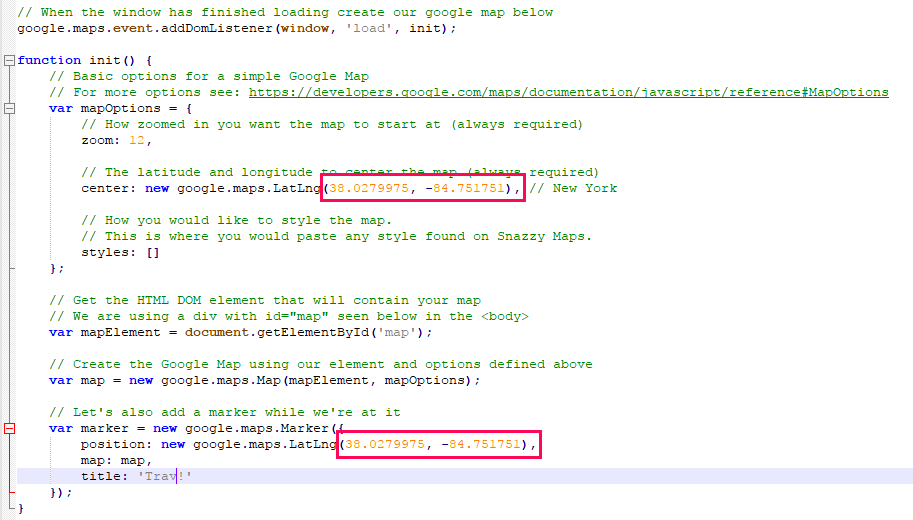 // When the window has finished loading create our google map below
google.maps.event.addDomListener(window, 'load', init);
function init() {
// Basic options for a simple Google Map
// For more options see: https://developers.google.com/maps/documentation/javascript/reference#MapOptions
var mapOptions = {
// How zoomed in you want the map to start at (always required)
zoom: 12,
// The latitude and longitude to center the map (always required)
center: new google.maps.LatLng(38.0279975, -84.751751), // New York
// How you would like to style the map.
// This is where you would paste any style found on Snazzy Maps.
styles: []
};
// Get the HTML DOM element that will contain your map
// We are using a div with id="map" seen below in the <body>
var mapElement = document.getElementById('map');
// Create the Google Map using our element and options defined above
var map = new google.maps.Map(mapElement, mapOptions);
// Let's also add a marker while we're at it
var marker = new google.maps.Marker({
position: new google.maps.LatLng(38.0279975, -84.751751),
map: map,
title: 'Trav!'
});
}